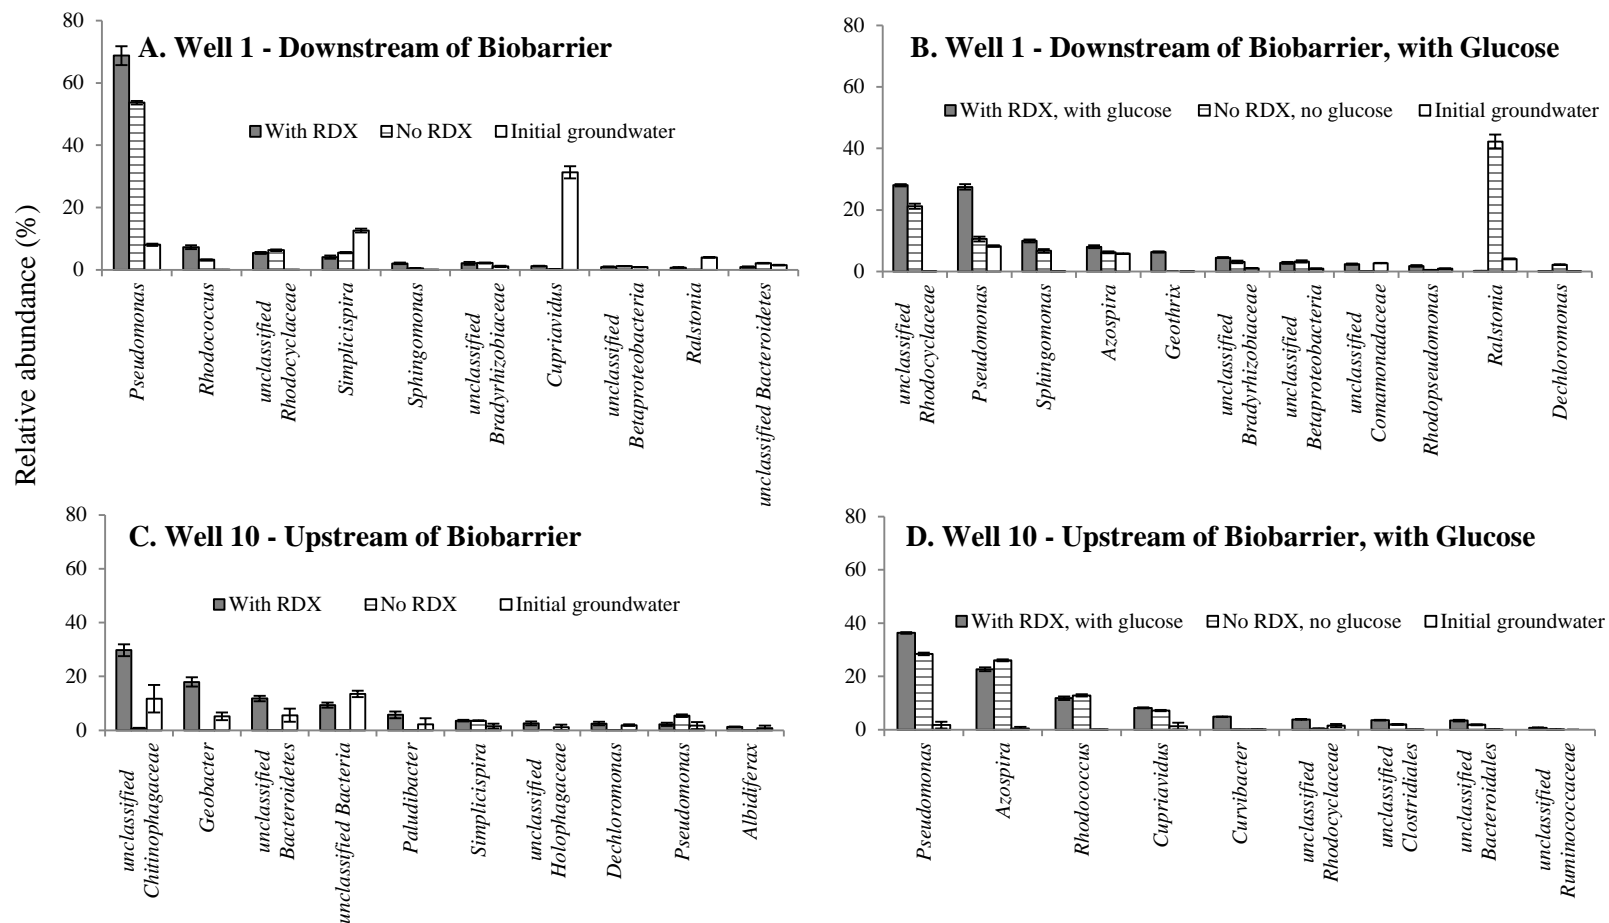 Relative abundance (%)
A. Well 1 - Downstream of Biobarrier
80
60
40
20
0
With RDX No RDX Initial groundwater
Pseudomonas
Rhodococcus
unclassified
Rhodocyclaceae
Simplicispira
Sphingomonas
unclassified
Bradyrhizobiaceae
Cupriavidus
unclassified
Betaproteobacteria
Ralstonia
unclassified Bacteroidetes
B. Well 1 - Downstream of Biobarrier, with Glucose
80
60
40
20
0
With RDX, with glucose No RDX, no glucose Initial groundwater
unclassified
Rhodocyclaceae
Pseudomonas
Sphingomonas
Azospira
Geothrix
unclassified
Bradyrhizobiaceae
unclassified
Betaproteobacteria
unclassified
Comamonadaceae
Rhodopseudomonas
Ralstonia
Dechloromonas
C. Well 10 - Upstream of Biobarrier
80
60
40
20
0
With RDX No RDX Initial groundwater
unclassified
Chitinophagaceae
Geobacter
unclassified
Bacteroidetes
unclassified Bacteria
Paludibacter
Simplicispira
unclassified
Holophagaceae
Dechloromonas
Pseudomonas
Albidiferax
D. Well 10 - Upstream of Biobarrier, with Glucose
80
60
40
20
0
With RDX, with glucose No RDX, no glucose Initial groundwater
Pseudomonas
Azospira
Rhodococcus
Cupriavidus
Curvibacter
unclassified
Rhodocyclaceae
unclassified
Clostridiales
unclassified
Bacteroidales
unclassified
Ruminococcaceae